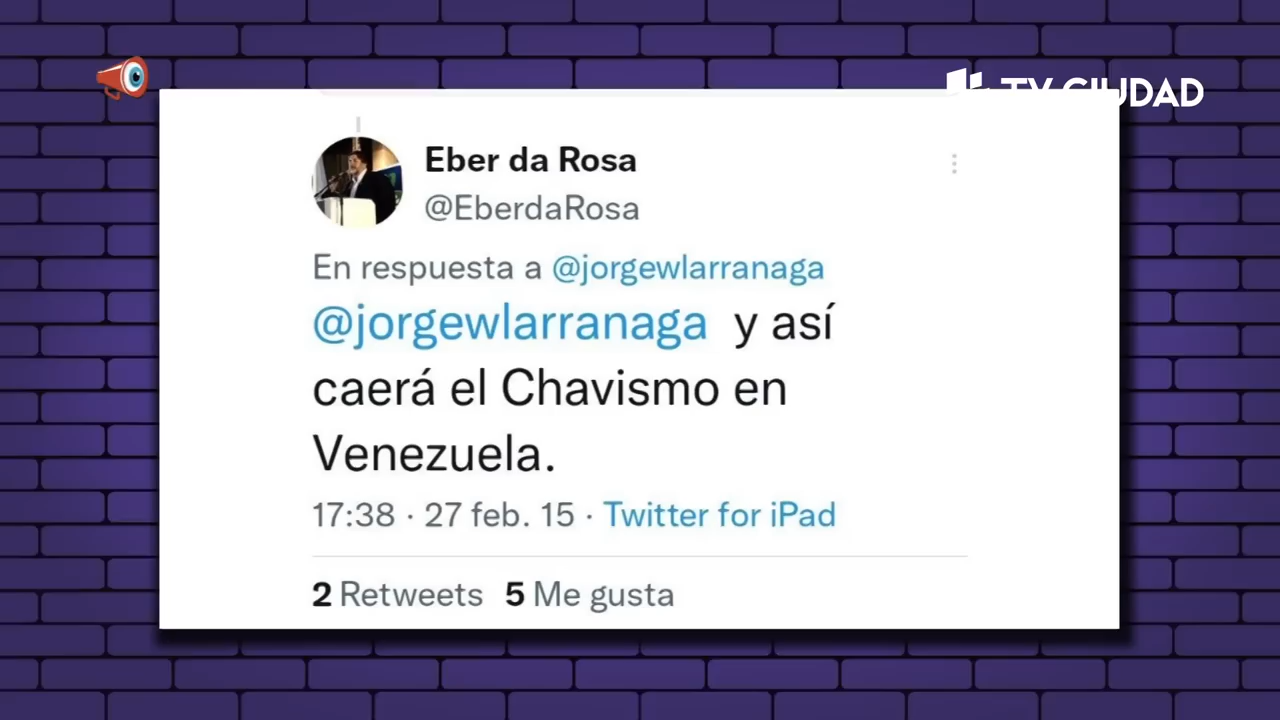 TV CIUDAD
Eber da Rosa
@EberdaRosa
En respuesta a @jorgewlarranaga
@jorgewlarranaga y así
caerá el Chavismo en
Venezuela.
17:38 · 27 feb. 15 · Twitter for iPad
2 Retweets 5 Me gusta